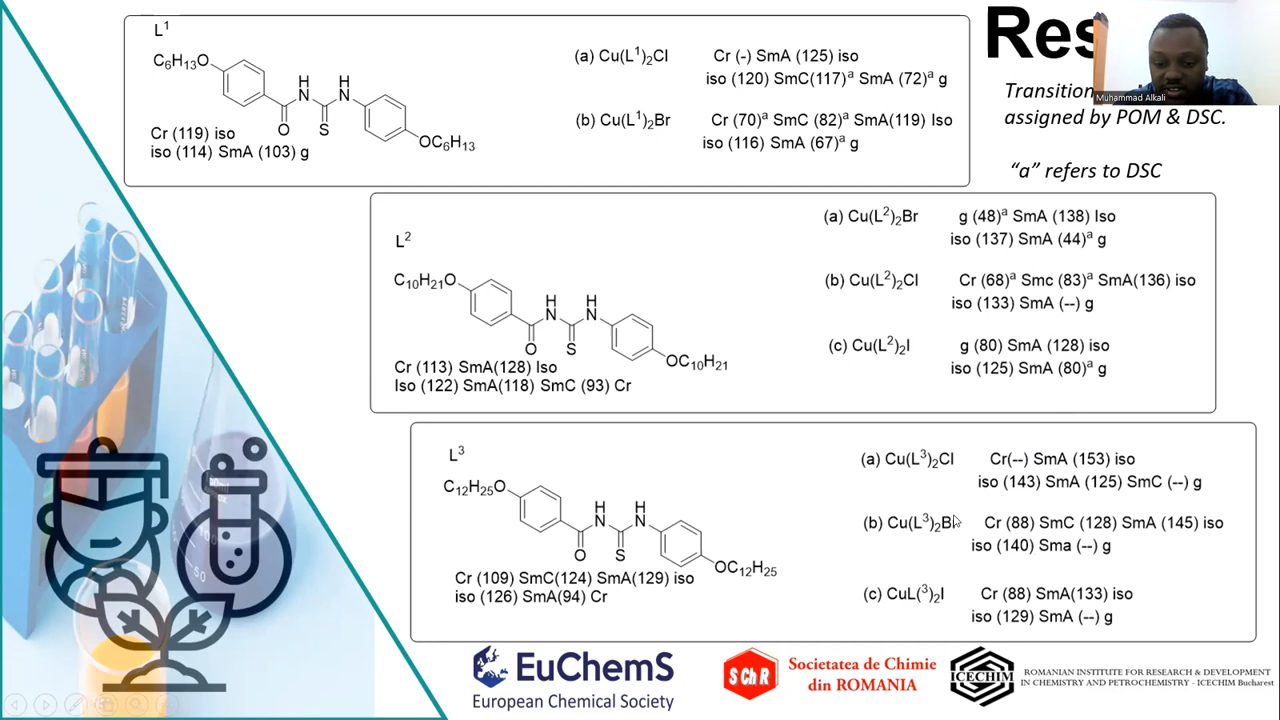 Res
Muhammad Alkali
Transition
assigned by POM & DSC.
“a” refers to DSC
L¹
C₆H₁₃O
H H
N N
O S
OC₆H₁₃
Cr (119) iso
iso (114) SmA (103) g
(a) Cu(L¹)₂Cl Cr (-) SmA (125) iso
iso (120) SmC(117)ᵃ SmA (72)ᵃ g
(b) Cu(L¹)₂Br Cr (70)ᵃ SmC (82)ᵃ SmA(119) Iso
iso (116) SmA (67)ᵃ g
L²
C₁₀H₂₁O
H H
N N
O S
OC₁₀H₂₁
Cr (113) SmA(128) Iso
Iso (122) SmA(118) SmC (93) Cr
(a) Cu(L²)₂Br g (48)ᵃ SmA (138) Iso
iso (137) SmA (44)ᵃ g
(b) Cu(L²)₂Cl Cr (68)ᵃ Smc (83)ᵃ SmA(136) iso
iso (133) SmA (--) g
(c) Cu(L²)₂I g (80) SmA (128) iso
iso (125) SmA (80)ᵃ g
L³
C₁₂H₂₅O
H H
N N
O S
OC₁₂H₂₅
Cr (109) SmC(124) SmA(129) iso
iso (126) SmA(94) Cr
(a) Cu(L³)₂Cl Cr(--) SmA (153) iso
iso (143) SmA (125) SmC (--) g
(b) Cu(L³)₂Br Cr (88) SmC (128) SmA (145) iso
iso (140) Sma (--) g
(c) CuL(³)₂I Cr (88) SmA(133) iso
iso (129) SmA (--) g
EuChemS
European Chemical Society
S Ch R
Societatea de Chimie
din ROMANIA
ICECHIM
ROMANIAN INSTITUTE FOR RESEARCH & DEVELOPMENT
IN CHEMISTRY AND PETROCHEMISTRY - ICECHIM Bucharest